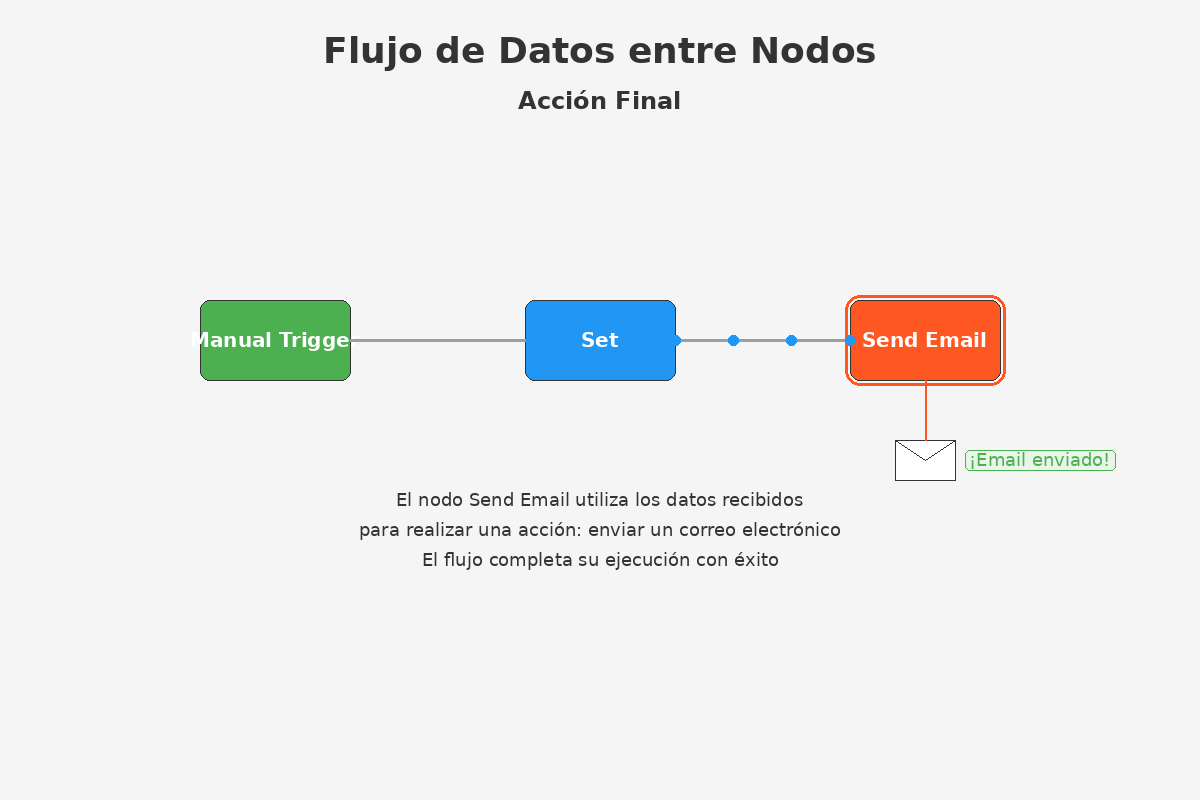 Flujo de Datos entre Nodos
Acción Final
Manual Trigge
Set
Send Email
¡Email enviado!
El nodo Send Email utiliza los datos recibidos
para realizar una acción: enviar un correo electrónico
El flujo completa su ejecución con éxito